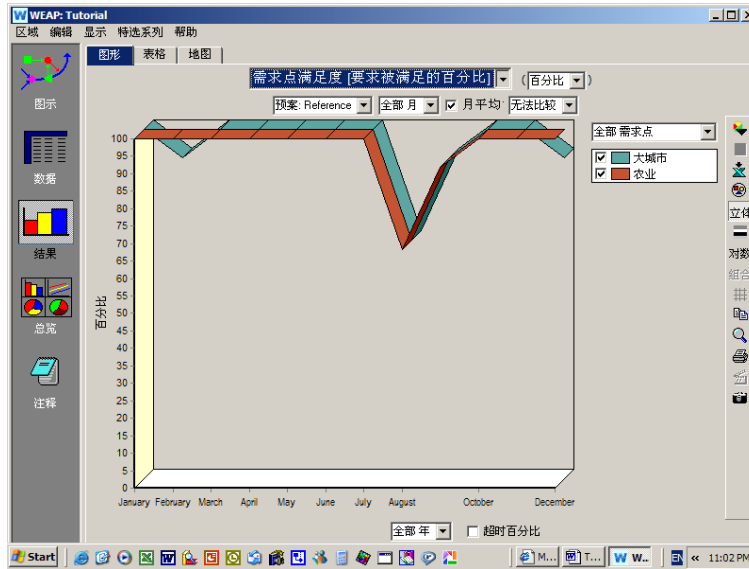 WEAP: Tutorial
区域 编辑 显示 特选系列 帮助
图形 表格 地图
需求点满足度 [要求被满足的百分比] (百分比)
预案: Reference 全部 月 月平均: 无法比较
图示
数据
结果
总览
注释
全部 需求点
大城市
农业
立体
对数
組合
百分比
100
95
90
85
80
75
70
65
60
55
50
45
40
35
30
25
20
15
10
5
0
January February March April May June July August October December
全部 年 超时百分比
Start M... T... W.. EN « 11:02 PM